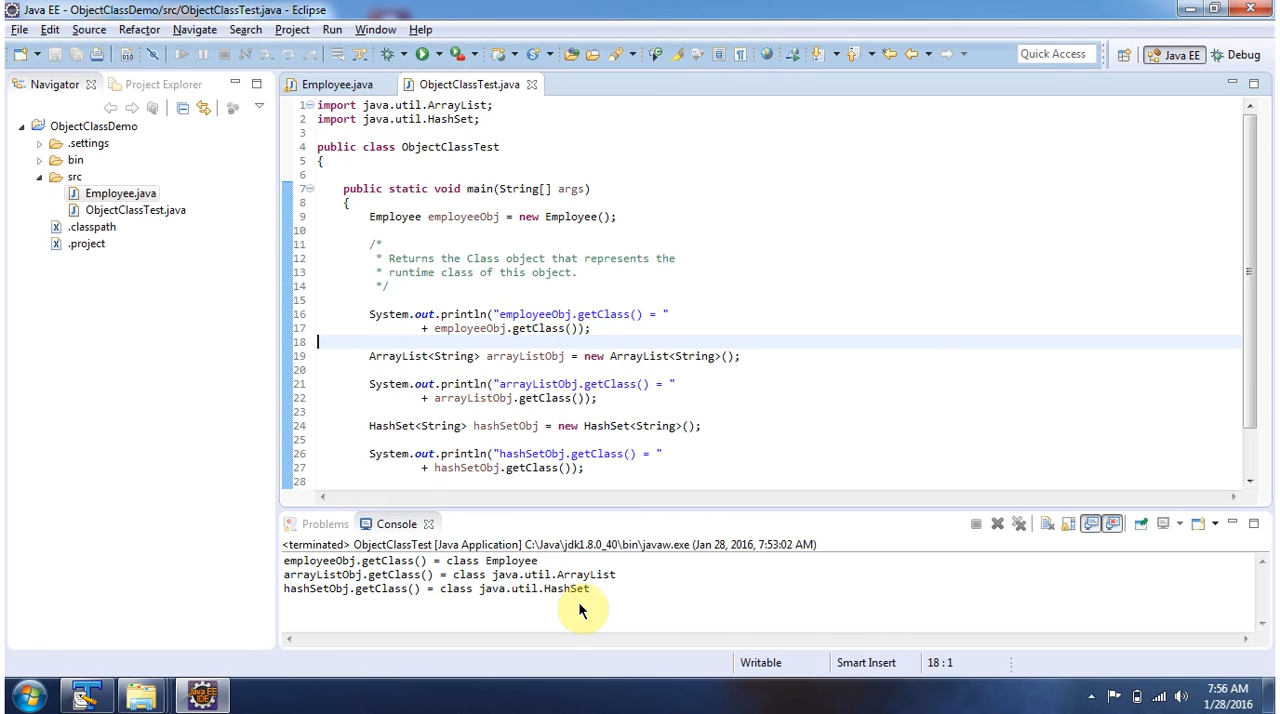 Java EE - ObjectClassDemo/src/ObjectClassTest.java - Eclipse
File Edit Source Refactor Navigate Search Project Run Window Help
Quick Access Java EE Debug
Navigator Project Explorer
ObjectClassDemo
.settings
bin
src
Employee.java
ObjectClassTest.java
.classpath
.project
Employee.java ObjectClassTest.java
1 import java.util.ArrayList;
2 import java.util.HashSet;
3
4 public class ObjectClassTest
5 {
6
7 public static void main(String[] args)
8 {
9 Employee employeeObj = new Employee();
10
11 /*
12 * Returns the Class object that represents the
13 * runtime class of this object.
14 */
15
16 System.out.println("employeeObj.getClass() = "
17 + employeeObj.getClass());
18
19 ArrayList<String> arrayListObj = new ArrayList<String>();
20
21 System.out.println("arrayListObj.getClass() = "
22 + arrayListObj.getClass());
23
24 HashSet<String> hashSetObj = new HashSet<String>();
25
26 System.out.println("hashSetObj.getClass() = "
27 + hashSetObj.getClass());
28
Problems Console
<terminated> ObjectClassTest [Java Application] C:\Java\jdk1.8.0_40\bin\javaw.exe (Jan 28, 2016, 7:53:02 AM)
employeeObj.getClass() = class Employee
arrayListObj.getClass() = class java.util.ArrayList
hashSetObj.getClass() = class java.util.HashSet
Writable Smart Insert 18 : 1
Java EE IDE
7:56 AM
1/28/2016